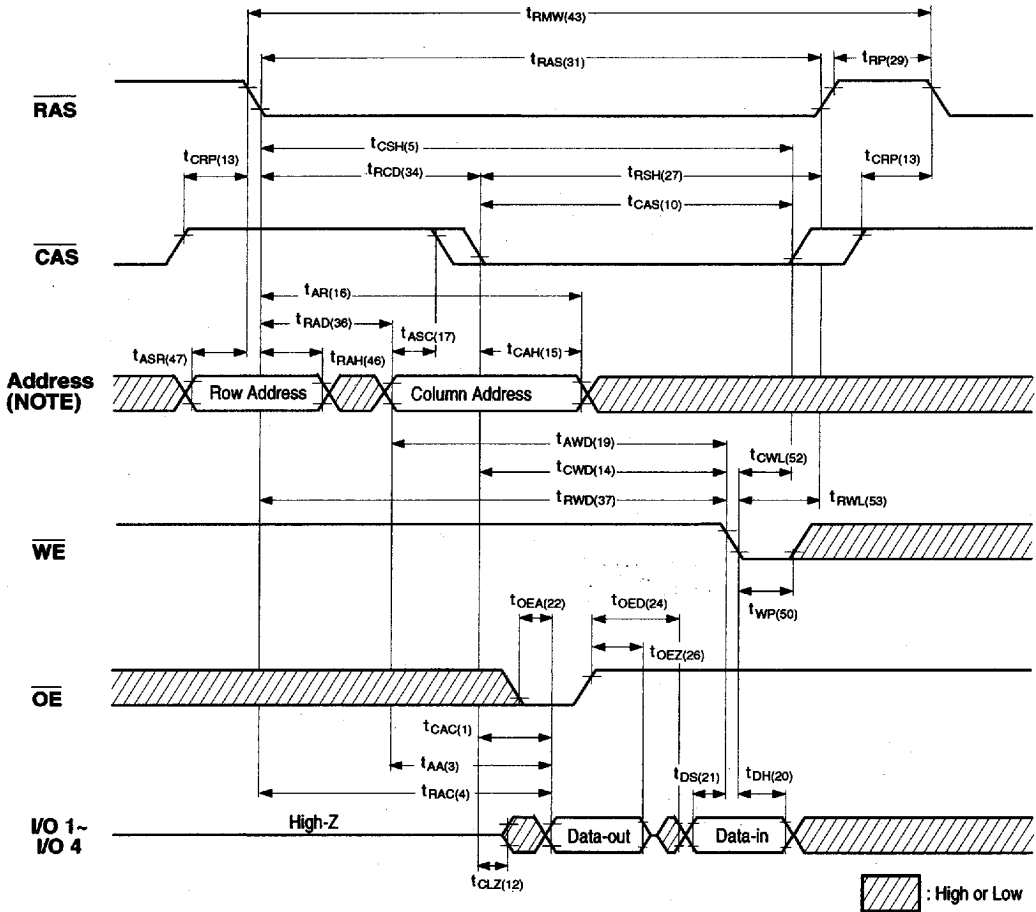 tRMW(43)
tRAS(31)
tRP(29)
RAS
tCSH(5)
tCRP(13)
tRCD(34)
tRSH(27)
tCRP(13)
tCAS(10)
CAS
tAR(16)
tRAD(36)
tASC(17)
tASR(47)
tRAH(46)
tCAH(15)
Address
(NOTE)
Row Address
Column Address
tAWD(19)
tCWL(52)
tCWD(14)
tRWD(37)
tRWL(53)
WE
tOEA(22)
tOED(24)
tWP(50)
tOEZ(26)
OE
tCAC(1)
tAA(3)
tDS(21)
tDH(20)
tRAC(4)
I/O 1~
I/O 4
High-Z
Data-out
Data-in
tCLZ(12)
: High or Low